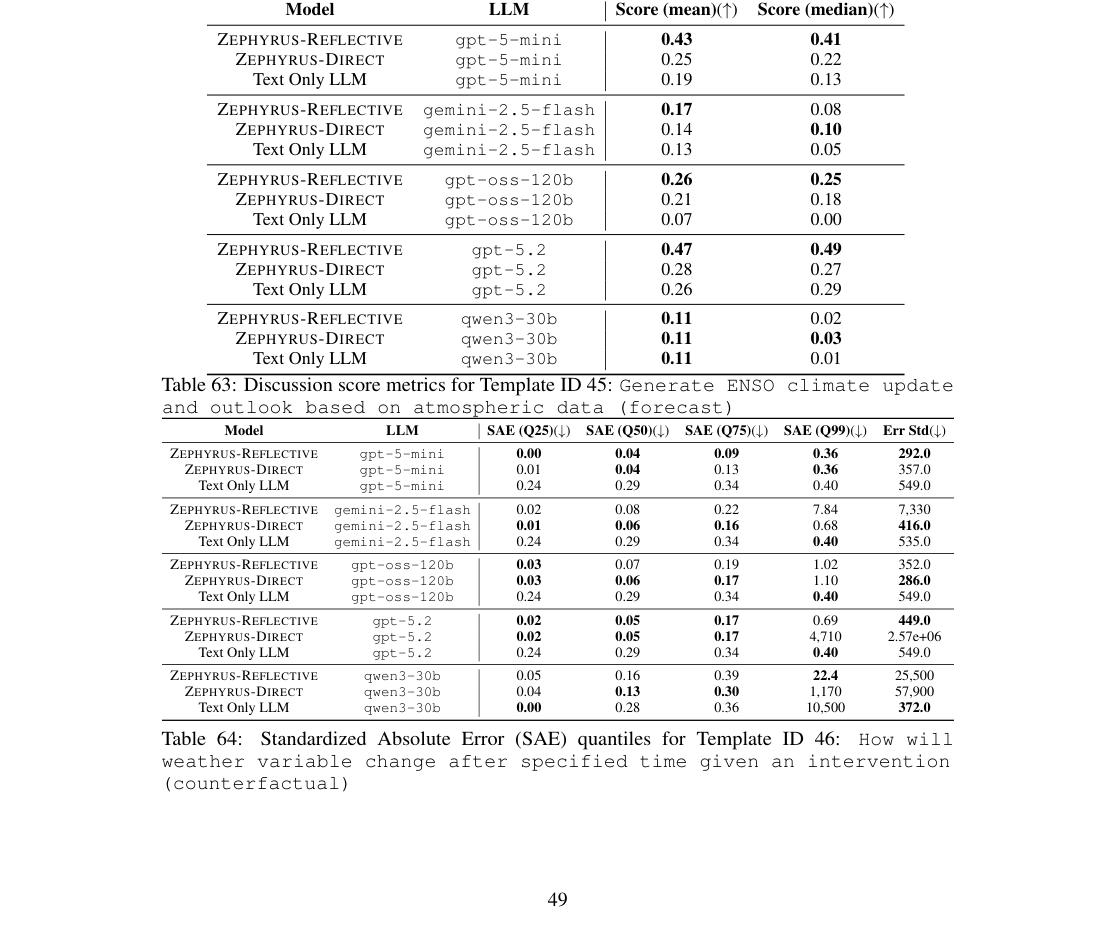 Model LLM Score (mean)(↑) Score (median)(↑)
ZEPHYRUS-REFLECTIVE gpt-5-mini 0.43 0.41
ZEPHYRUS-DIRECT gpt-5-mini 0.25 0.22
Text Only LLM gpt-5-mini 0.19 0.13
ZEPHYRUS-REFLECTIVE gemini-2.5-flash 0.17 0.08
ZEPHYRUS-DIRECT gemini-2.5-flash 0.14 0.10
Text Only LLM gemini-2.5-flash 0.13 0.05
ZEPHYRUS-REFLECTIVE gpt-oss-120b 0.26 0.25
ZEPHYRUS-DIRECT gpt-oss-120b 0.21 0.18
Text Only LLM gpt-oss-120b 0.07 0.00
ZEPHYRUS-REFLECTIVE gpt-5.2 0.47 0.49
ZEPHYRUS-DIRECT gpt-5.2 0.28 0.27
Text Only LLM gpt-5.2 0.26 0.29
ZEPHYRUS-REFLECTIVE qwen3-30b 0.11 0.02
ZEPHYRUS-DIRECT qwen3-30b 0.11 0.03
Text Only LLM qwen3-30b 0.11 0.01
Table 63: Discussion score metrics for Template ID 45: Generate ENSO climate update
and outlook based on atmospheric data (forecast)
Model LLM SAE (Q25)(↓) SAE (Q50)(↓) SAE (Q75)(↓) SAE (Q99)(↓) Err Std(↓)
ZEPHYRUS-REFLECTIVE gpt-5-mini 0.00 0.04 0.09 0.36 292.0
ZEPHYRUS-DIRECT gpt-5-mini 0.01 0.04 0.13 0.36 357.0
Text Only LLM gpt-5-mini 0.24 0.29 0.34 0.40 549.0
ZEPHYRUS-REFLECTIVE gemini-2.5-flash 0.02 0.08 0.22 7.84 7,330
ZEPHYRUS-DIRECT gemini-2.5-flash 0.01 0.06 0.16 0.68 416.0
Text Only LLM gemini-2.5-flash 0.24 0.29 0.34 0.40 535.0
ZEPHYRUS-REFLECTIVE gpt-oss-120b 0.03 0.07 0.19 1.02 352.0
ZEPHYRUS-DIRECT gpt-oss-120b 0.03 0.06 0.17 1.10 286.0
Text Only LLM gpt-oss-120b 0.24 0.29 0.34 0.40 549.0
ZEPHYRUS-REFLECTIVE gpt-5.2 0.02 0.05 0.17 0.69 449.0
ZEPHYRUS-DIRECT gpt-5.2 0.02 0.05 0.17 4,710 2.57e+06
Text Only LLM gpt-5.2 0.24 0.29 0.34 0.40 549.0
ZEPHYRUS-REFLECTIVE qwen3-30b 0.05 0.16 0.39 22.4 25,500
ZEPHYRUS-DIRECT qwen3-30b 0.04 0.13 0.30 1,170 57,900
Text Only LLM qwen3-30b 0.00 0.28 0.36 10,500 372.0
Table 64: Standardized Absolute Error (SAE) quantiles for Template ID 46: How will
weather variable change after specified time given an intervention
(counterfactual)
49